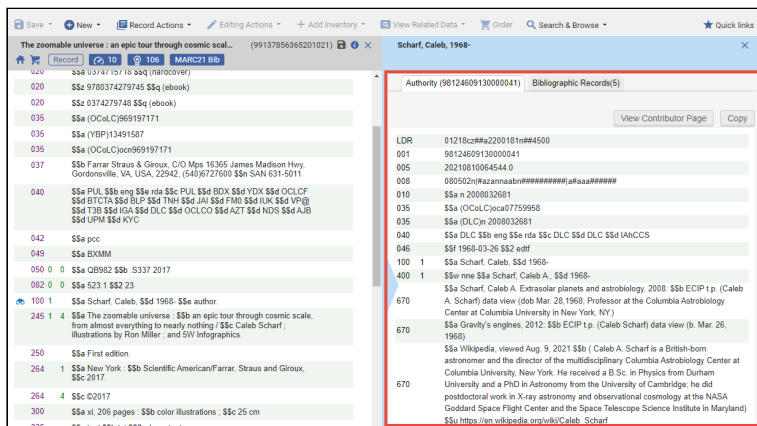 Save
New
Record Actions
Editing Actions
Add Inventory
View Related Data
Order
Search & Browse
Quick links
The zoomable universe : an epic tour through cosmic scal... (99137856365201021)
Record 10 106 MARC21 Bib
020 $$a 0374715718 $$q (hardcover)
020 $$z 9780374279745 $$q (ebook)
020 $$z 0374279748 $$q (ebook)
035 $$a (OCoLC)969197171
035 $$a (YBP)13491587
035 $$a (OCoLC)ocn969197171
037 $$b Farrar Straus & Giroux, C/O Mps 16365 James Madison Hwy,
Gordonsville, VA, USA, 22942, (540)6727600 $$n SAN 631-5011
040 $$a PUL $$b eng $$e rda $$c PUL $$d BDX $$d YDX $$d OCLCF
$$d BTCTA $$d BLP $$d TNH $$d JAI $$d FM0 $$d IUK $$d VP@
$$d T3B $$d IGA $$d DLC $$d OCLCO $$d AZT $$d NDS $$d AJB
$$d UPM $$d KYC
042 $$a pcc
049 $$a BXMM
050 0 0 $$a QB982 $$b .S337 2017
082 0 0 $$a 523.1 $$2 23
100 1 $$a Scharf, Caleb, $$d 1968- $$e author.
245 1 4 $$a The zoomable universe : $$b an epic tour through cosmic scale,
from almost everything to nearly nothing / $$c Caleb Scharf ;
illustrations by Ron Miller ; and 5W Infographics.
250 $$a First edition.
264 1 $$a New York : $$b Scientific American/Farrar, Straus and Giroux,
$$c 2017.
264 4 $$c ©2017
300 $$a xi, 206 pages : $$b color illustrations ; $$c 25 cm
Scharf, Caleb, 1968-
Authority (98124609130000041) Bibliographic Records(5)
View Contributor Page Copy
LDR 01218cz##a2200181n##4500
001 98124609130000041
005 20210810064544.0
008 080502n|#azannaabn##########|a#aaa######
010 $$a n 2008032681
035 $$a (OCoLC)oca07759958
035 $$a (DLC)n 2008032681
040 $$a DLC $$b eng $$e rda $$c DLC $$d DLC $$d IAhCCS
046 $$f 1968-03-26 $$2 edtf
100 1 $$a Scharf, Caleb, $$d 1968-
400 1 $$w nne $$a Scharf, Caleb A., $$d 1968-
$$a Scharf, Caleb A. Extrasolar planets and astrobiology, 2008: $$b ECIP t.p. (Caleb
670 A. Scharf) data view (dob Mar. 28,1968; Professor at the Columbia Astrobiology
Center at Columbia University in New York, NY.)
670 $$a Gravity's engines, 2012: $$b ECIP t.p. (Caleb Scharf) data view (b. Mar. 26,
1968)
$$a Wikipedia, viewed Aug. 9, 2021 $$b ( Caleb A. Scharf is a British-born
astronomer and the director of the multidisciplinary Columbia Astrobiology Center at
Columbia University, New York. He received a B.Sc. in Physics from Durham
670 University and a PhD in Astronomy from the University of Cambridge; he did
postdoctoral work in X-ray astronomy and observational cosmology at the NASA
Goddard Space Flight Center and the Space Telescope Science Institute in Maryland)
$$u https://en.wikipedia.org/wiki/Caleb_Scharf